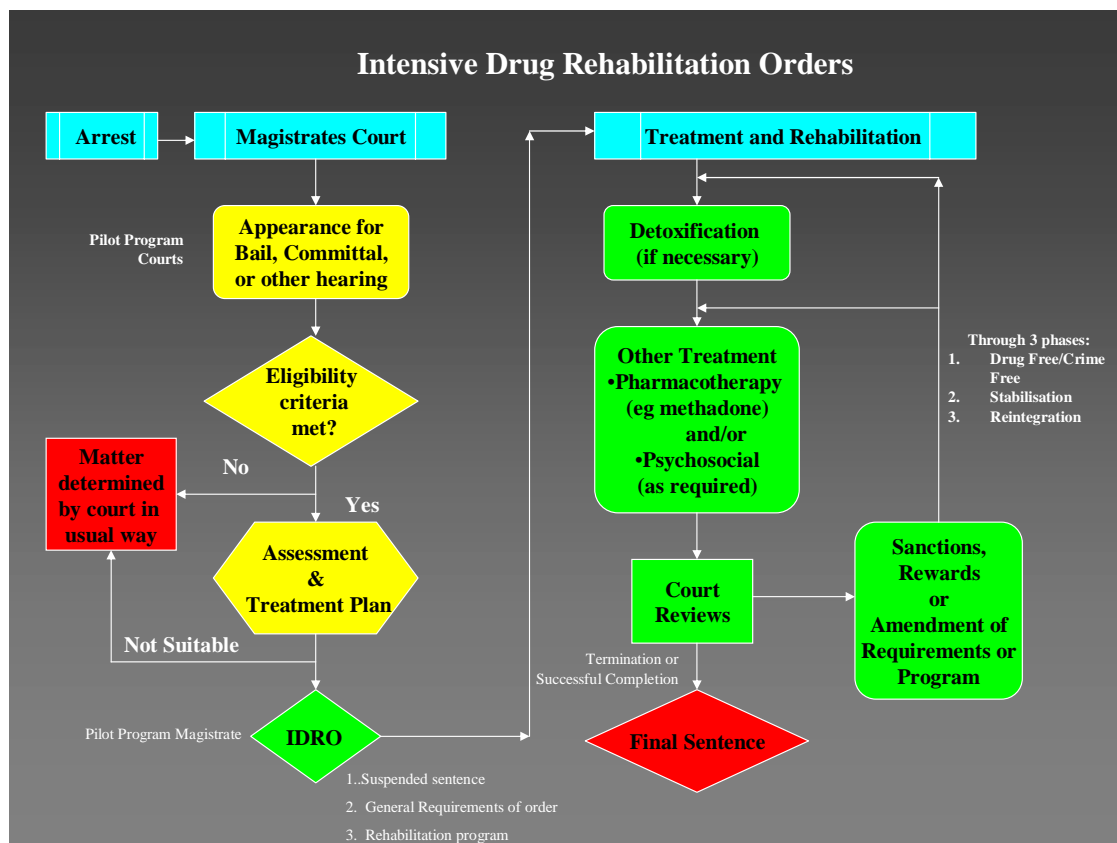 Intensive Drug Rehabilitation Orders
Arrest
Magistrates Court
Pilot Program
Courts
Appearance for
Bail, Committal,
or other hearing
Eligibility
criteria
met?
No
Matter
determined
by court in
usual way
Yes
Assessment
&
Treatment Plan
Not Suitable
Pilot Program Magistrate
IDRO
1..Suspended sentence
2. General Requirements of order
3. Rehabilitation program
Treatment and Rehabilitation
Detoxification
(if necessary)
Other Treatment
•Pharmacotherapy
(eg methadone)
and/or
•Psychosocial
(as required)
Through 3 phases:
1. Drug Free/Crime
Free
2. Stabilisation
3. Reintegration
Court
Reviews
Sanctions,
Rewards
or
Amendment of
Requirements or
Program
Termination or
Successful Completion
Final Sentence